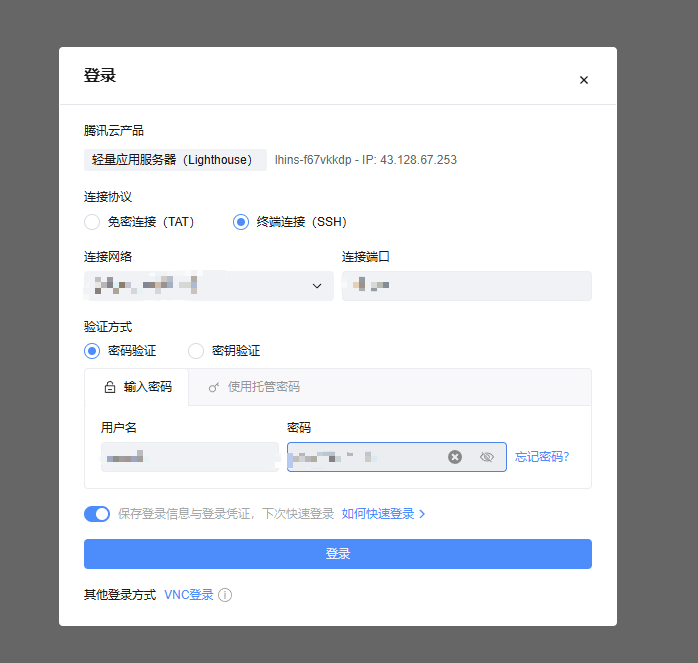 登录
腾讯云产品
轻量应用服务器（Lighthouse） lhins-f67vkkdp - IP: 43.128.67.253
连接协议
免密连接（TAT） 终端连接（SSH）
连接网络 连接端口
验证方式
密码验证 密钥验证
输入密码 使用托管密码
用户名 密码
忘记密码?
保存登录信息与登录凭证，下次快速登录 如何快速登录
登录
其他登录方式 VNC登录